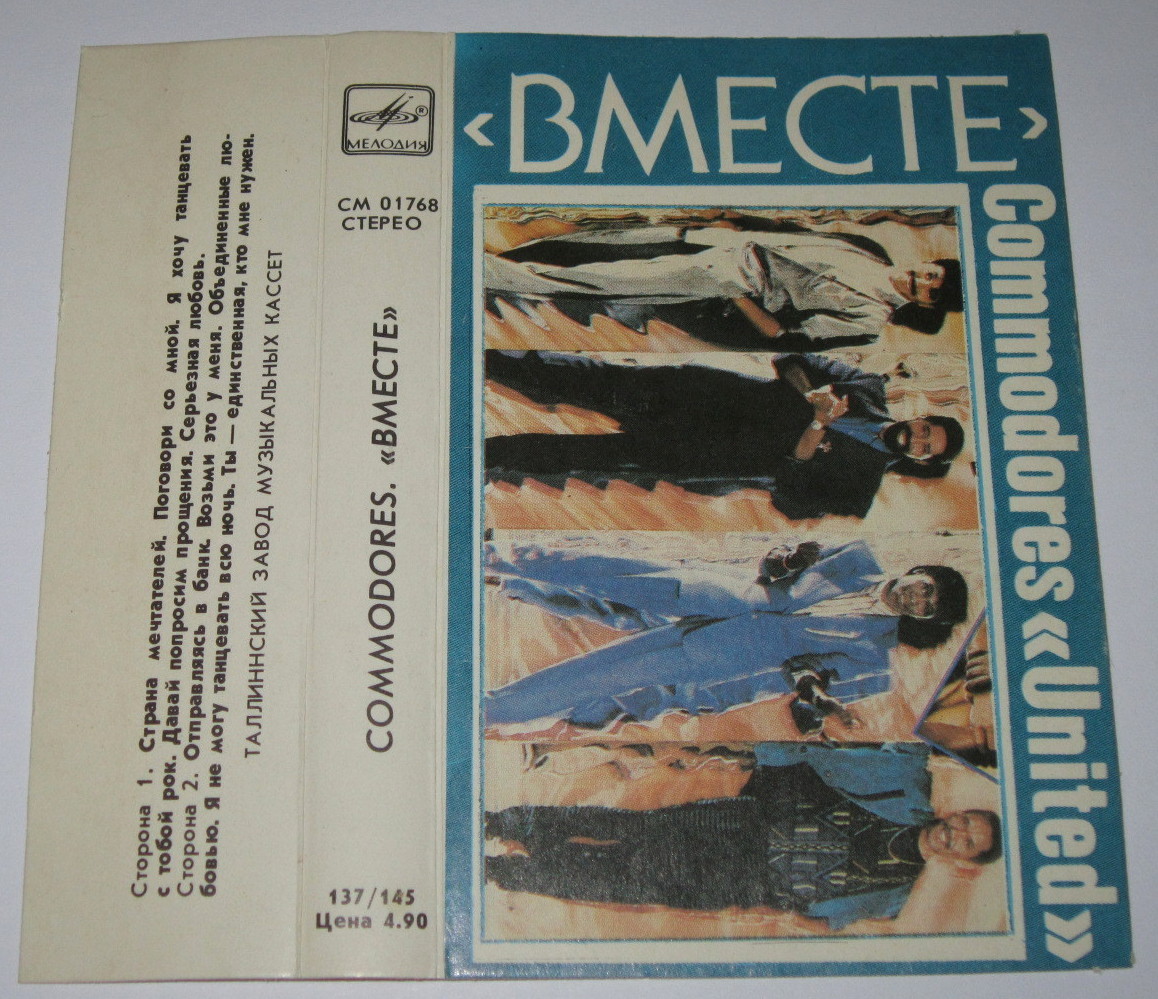 Сторона 1. Страна мечтателей. Поговори со мной. Я хочу танцевать
с тобой рок. Давай попросим прощения. Серьезная любовь.
Сторона 2. Отправляясь в банк. Возьми это у меня. Объединенные лю-
бовью. Я не могу танцевать всю ночь. Ты — единственная, кто мне нужен.
ТАЛЛИННСКИЙ ЗАВОД МУЗЫКАЛЬНЫХ КАССЕТ
®
МЕЛОДИЯ
СМ 01768
СТЕРЕО
COMMODORES. «ВМЕСТЕ»
137/145
Цена 4.90
‹ВМЕСТЕ›
Commodores «United»